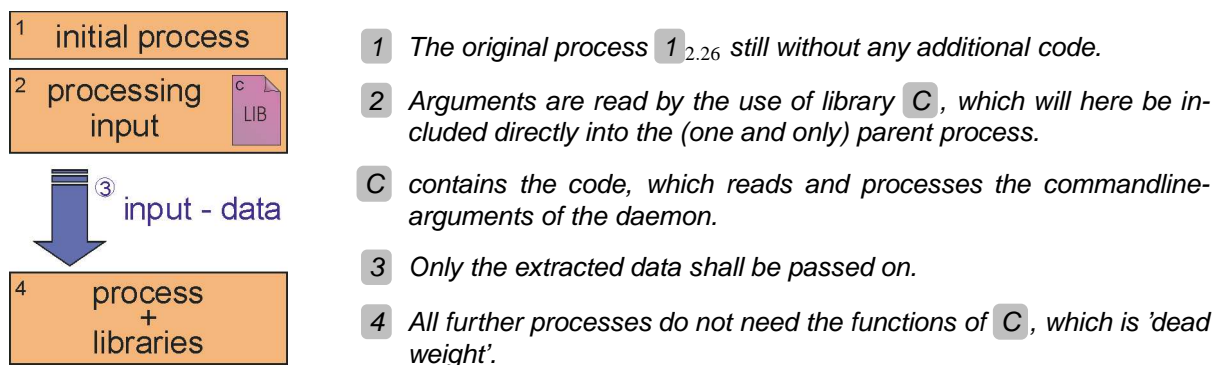 1 initial process
2 processing
input
c
LIB
3
input - data
4 process
+
libraries
1 The original process 1 2.26 still without any additional code.
2 Arguments are read by the use of library C, which will here be in-
cluded directly into the (one and only) parent process.
C contains the code, which reads and processes the commandline-
arguments of the daemon.
3 Only the extracted data shall be passed on.
4 All further processes do not need the functions of C, which is 'dead
weight'.